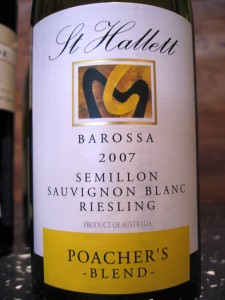 St Hallett
BAROSSA
2007
SEMILLON
SAUVIGNON BLANC
RIESLING
PRODUCT OF AUSTRALIA
POACHER'S
-BLEND-